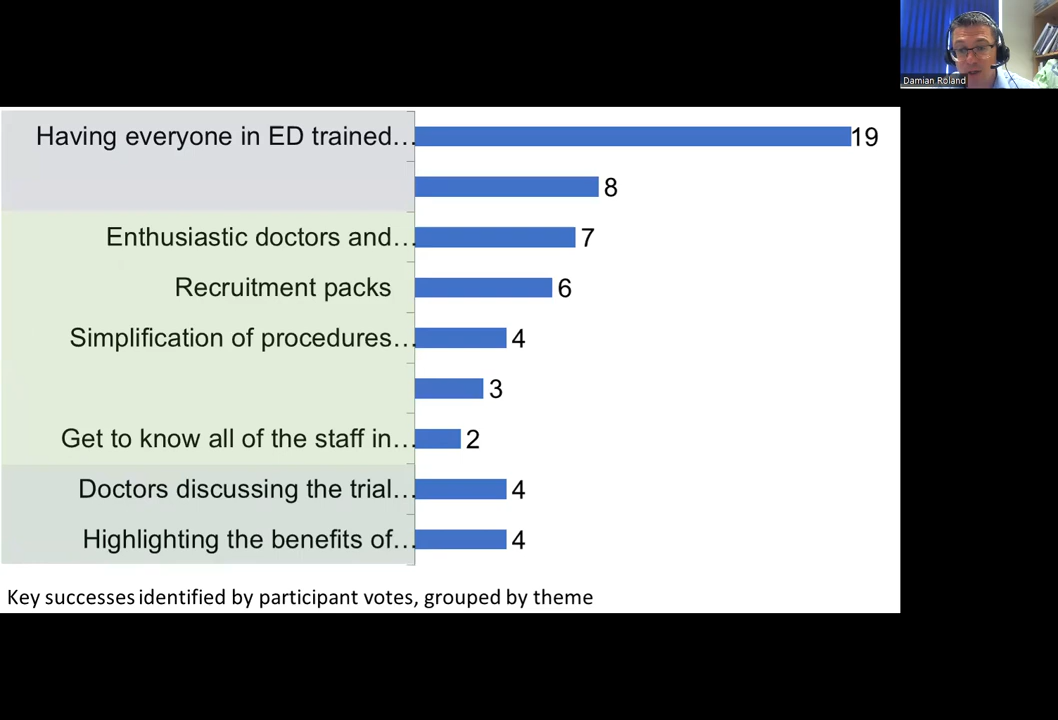 Damian Roland
Having everyone in ED trained… 19
8
Enthusiastic doctors and… 7
Recruitment packs 6
Simplification of procedures… 4
3
Get to know all of the staff in… 2
Doctors discussing the trial… 4
Highlighting the benefits of… 4
Key successes identified by participant votes, grouped by theme